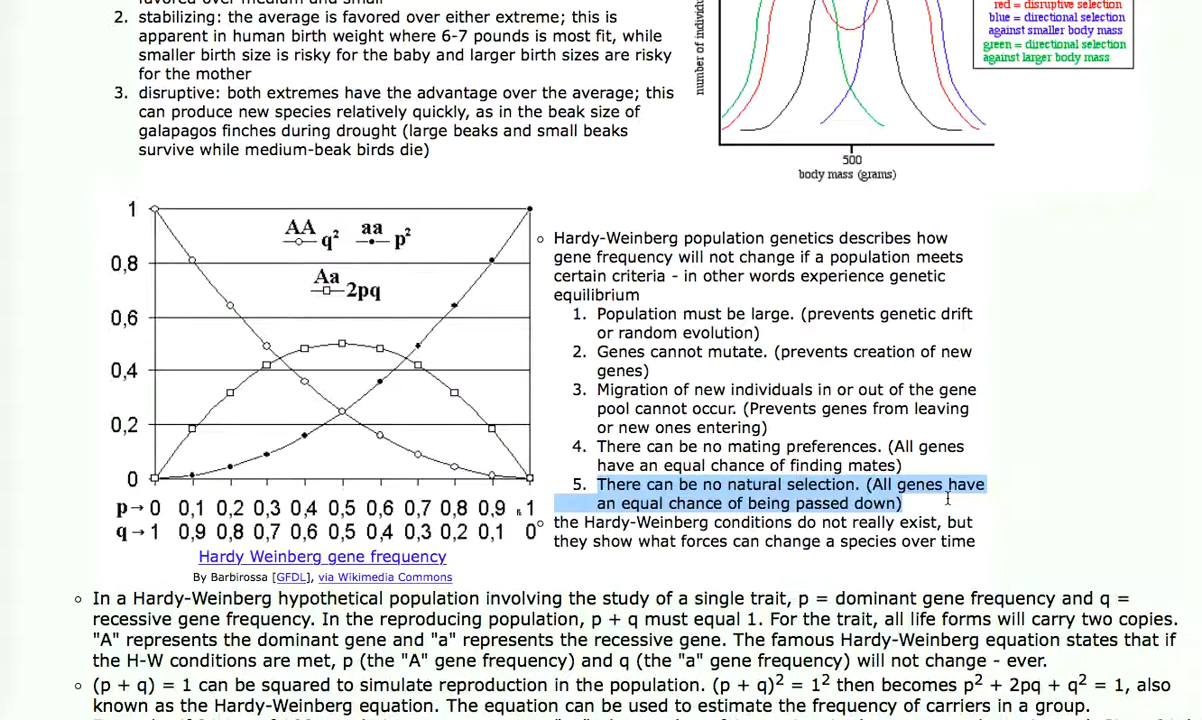 favored over medium and small
2. stabilizing: the average is favored over either extreme; this is
apparent in human birth weight where 6-7 pounds is most fit, while
smaller birth size is risky for the baby and larger birth sizes are risky
for the mother
3. disruptive: both extremes have the advantage over the average; this
can produce new species relatively quickly, as in the beak size of
galapagos finches during drought (large beaks and small beaks
survive while medium-beak birds die)
number of individu
red = disruptive selection
blue = directional selection
against smaller body mass
green = directional selection
against larger body mass
500
body mass (grams)
1
0,8
0,6
0,4
0,2
0
AA q² aa p²
Aa 2pq
p→0 0,1 0,2 0,3 0,4 0,5 0,6 0,7 0,8 0,9 1
q→1 0,9 0,8 0,7 0,6 0,5 0,4 0,3 0,2 0,1 0
Hardy Weinberg gene frequency
By Barbirossa [GFDL], via Wikimedia Commons
Hardy-Weinberg population genetics describes how
gene frequency will not change if a population meets
certain criteria - in other words experience genetic
equilibrium
1. Population must be large. (prevents genetic drift
or random evolution)
2. Genes cannot mutate. (prevents creation of new
genes)
3. Migration of new individuals in or out of the gene
pool cannot occur. (Prevents genes from leaving
or new ones entering)
4. There can be no mating preferences. (All genes
have an equal chance of finding mates)
5. There can be no natural selection. (All genes have
an equal chance of being passed down)
the Hardy-Weinberg conditions do not really exist, but
they show what forces can change a species over time
In a Hardy-Weinberg hypothetical population involving the study of a single trait, p = dominant gene frequency and q =
recessive gene frequency. In the reproducing population, p + q must equal 1. For the trait, all life forms will carry two copies.
"A" represents the dominant gene and "a" represents the recessive gene. The famous Hardy-Weinberg equation states that if
the H-W conditions are met, p (the "A" gene frequency) and q (the "a" gene frequency) will not change - ever.
(p + q) = 1 can be squared to simulate reproduction in the population. (p + q)² = 1² then becomes p² + 2pq + q² = 1, also
known as the Hardy-Weinberg equation. The equation can be used to estimate the frequency of carriers in a group.